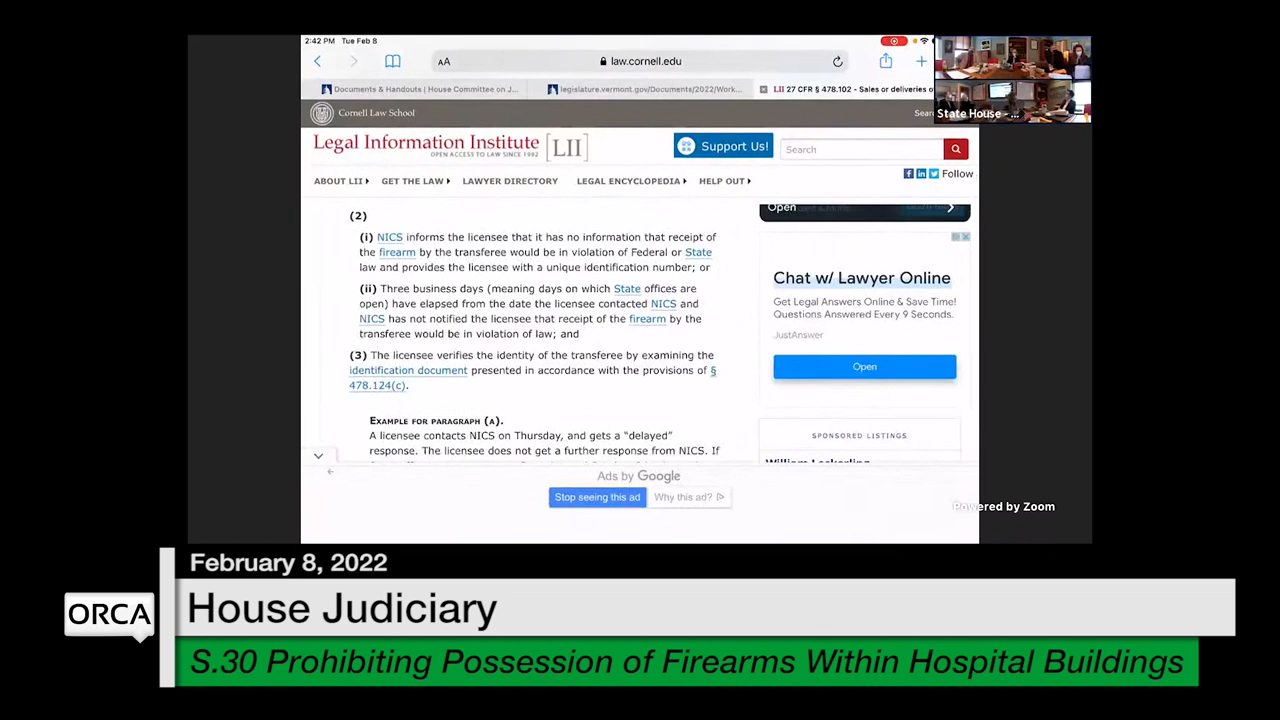 2:42 PM Tue Feb 8
AA
law.cornell.edu
Documents & Handouts | House Committee on J...
legislature.vermont.gov/Documents/2022/Work...
LII 27 CFR § 478.102 - Sales or deliveries o
State House - ...
Cornell Law School
Legal Information Institute [LII]
OPEN ACCESS TO LAW SINCE 1992
Support Us!
Search
ABOUT LII
GET THE LAW
LAWYER DIRECTORY
LEGAL ENCYCLOPEDIA
HELP OUT
Follow
(2)
(i) NICS informs the licensee that it has no information that receipt of
the firearm by the transferee would be in violation of Federal or State
law and provides the licensee with a unique identification number; or
(ii) Three business days (meaning days on which State offices are
open) have elapsed from the date the licensee contacted NICS and
NICS has not notified the licensee that receipt of the firearm by the
transferee would be in violation of law; and
(3) The licensee verifies the identity of the transferee by examining the
identification document presented in accordance with the provisions of §
478.124(c).
EXAMPLE FOR PARAGRAPH (A).
A licensee contacts NICS on Thursday, and gets a “delayed”
response. The licensee does not get a further response from NICS. If
Open
Chat w/ Lawyer Online
Get Legal Answers Online & Save Time!
Questions Answered Every 9 Seconds.
JustAnswer
Open
SPONSORED LISTINGS
Ads by Google
Stop seeing this ad
Why this ad?
Powered by Zoom
February 8, 2022
ORCA
House Judiciary
S.30 Prohibiting Possession of Firearms Within Hospital Buildings